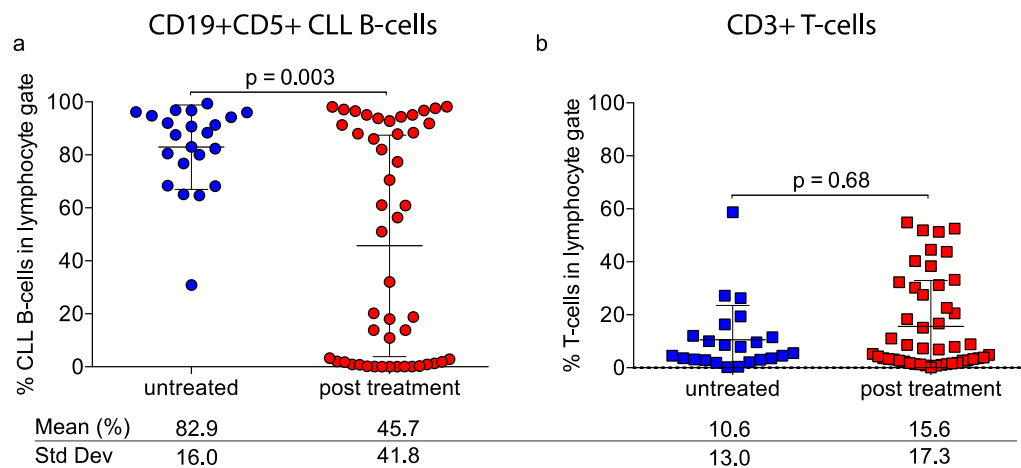 CD19+CD5+ CLL B-cells
CD3+ T-cells
a
b
p = 0.003
p = 0.68
% CLL B-cells in lymphocyte gate
100
80
60
40
20
0
untreated
post treatment
% T-cells in lymphocyte gate
100
80
60
40
20
0
untreated
post treatment
Mean (%) 82.9 45.7 10.6 15.6
Std Dev 16.0 41.8 13.0 17.3